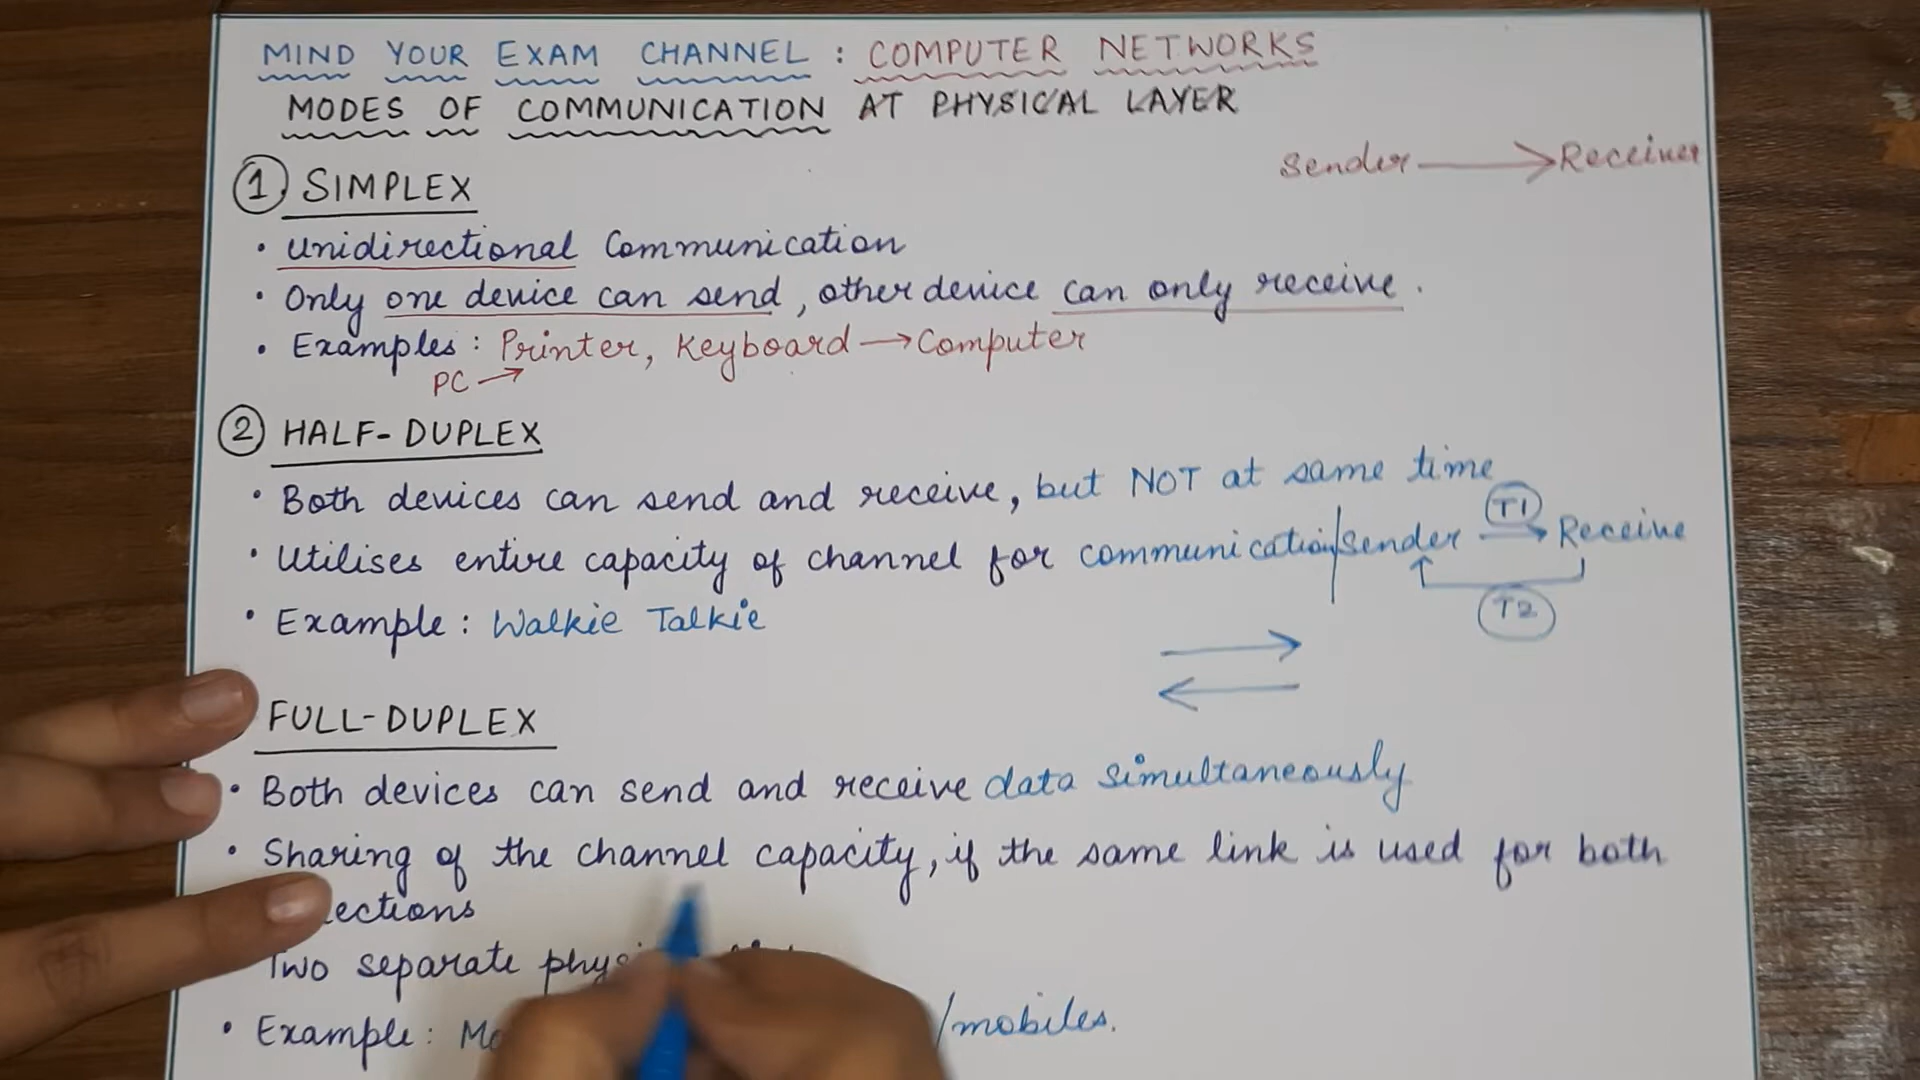 MIND YOUR EXAM CHANNEL : COMPUTER NETWORKS
MODES OF COMMUNICATION AT PHYSICAL LAYER
Sender → Receiver
① SIMPLEX
• Unidirectional Communication
• Only one device can send, other device can only receive.
• Examples: Printer, Keyboard → Computer
PC →
② HALF-DUPLEX
• Both devices can send and receive, but NOT at same time
• Utilises entire capacity of channel for communication
T1
Sender → Receive
T2
• Example: Walkie Talkie
FULL-DUPLEX
• Both devices can send and receive data simultaneously
• Sharing of the channel capacity, if the same link is used for both
Two separate
• Example: /mobiles.